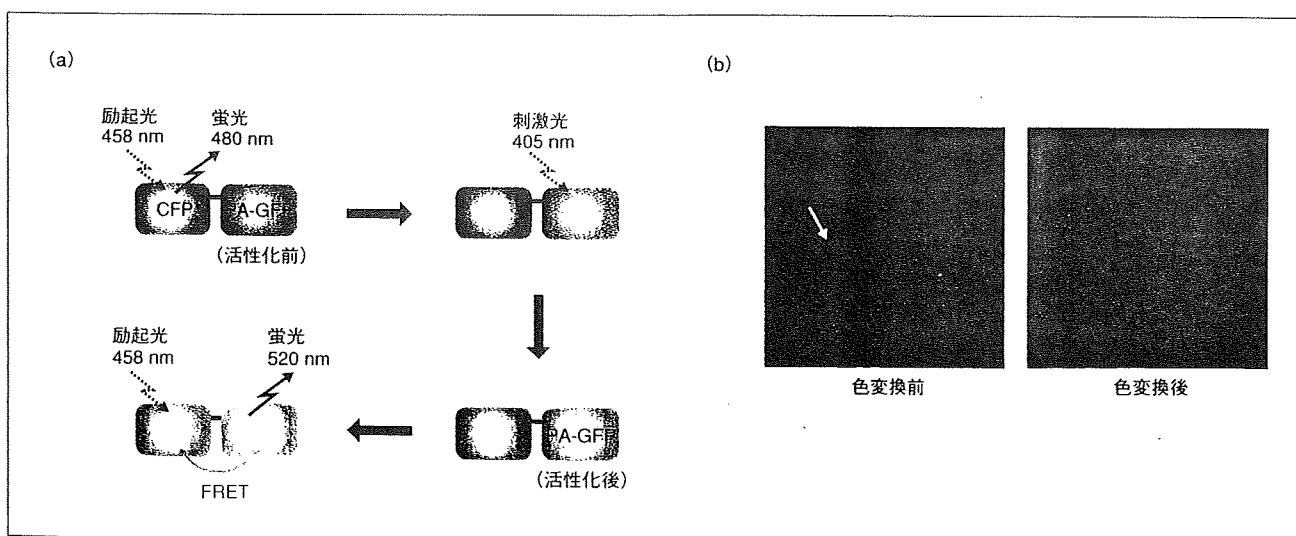 (a)
励起光
458 nm
蛍光
480 nm
CFP
PA-GFP
(活性化前)
刺激光
405 nm
PA-GFP
(活性化後)
励起光
458 nm
蛍光
520 nm
FRET
(b)
色変換前
色変換後